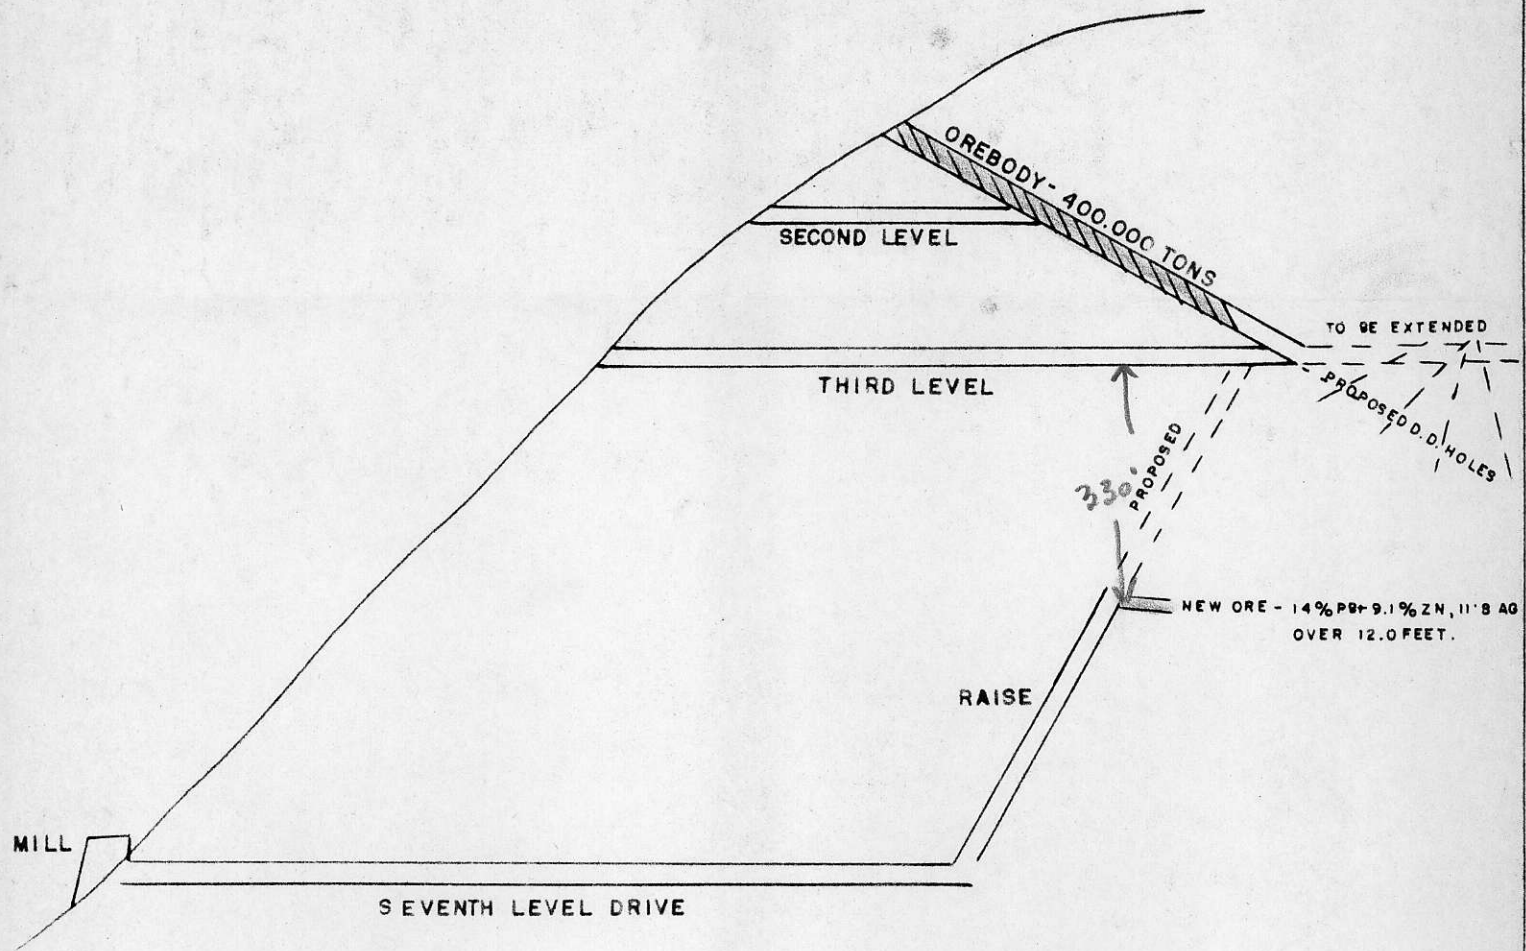 OREBODY- 400.000 TONS
SECOND LEVEL
TO BE EXTENDED
THIRD LEVEL
PROPOSED D.D. HOLES
PROPOSED
330'
NEW ORE - 14% PB+ 9.1% ZN, 11.8 AG
OVER 12.0 FEET.
RAISE
MILL
SEVENTH LEVEL DRIVE